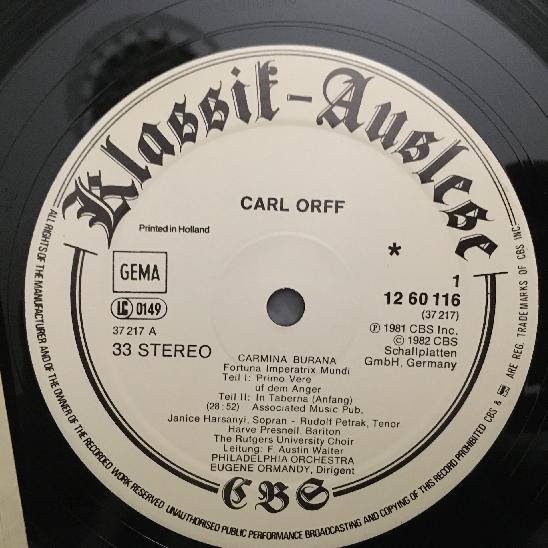 Klassik-Auslese
CARL ORFF
Printed in Holland
*
GEMA
1
LC 0149
12 60 116
37 217 A
(37 217)
33 STEREO
℗ 1981 CBS Inc.
© 1982 CBS
Schallplatten
GmbH, Germany
CARMINA BURANA
Fortuna Imperatrix Mundi
Teil I: Primo Vere
uf dem Anger
Teil II: In Taberna (Anfang)
(28:52) Associated Music Pub.
Janice Harsanyi, Sopran - Rudolf Petrak, Tenor
Harve Presnell, Bariton
The Rutgers University Choir
Leitung: F. Austin Walter
PHILADELPHIA ORCHESTRA
EUGENE ORMANDY, Dirigent
CBS
ALL RIGHTS OF THE MANUFACTURER AND OF THE OWNER OF THE RECORDED WORK RESERVED UNAUTHORISED PUBLIC PERFORMANCE BROADCASTING AND COPYING OF THIS RECORD PROHIBITED CBS & ARE REG. TRADEMARKS OF CBS INC.